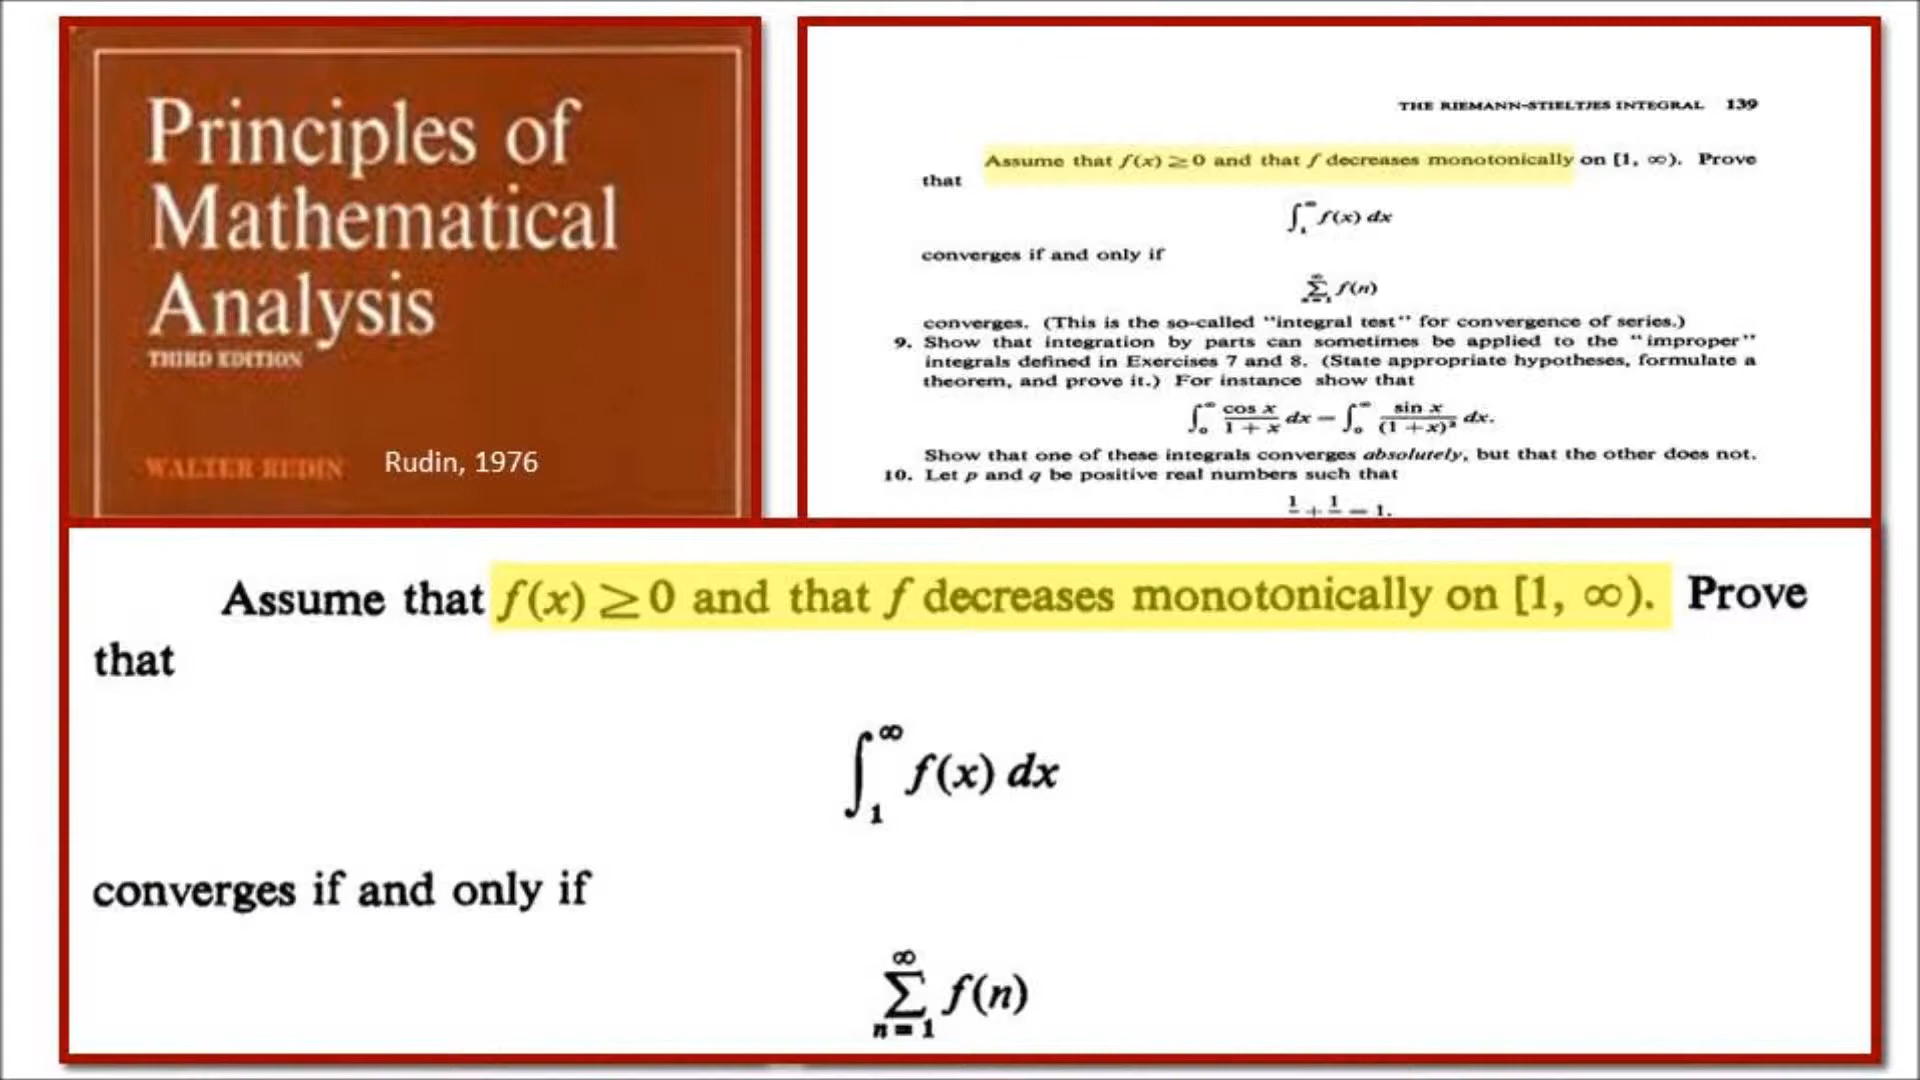 Principles of
Mathematical
Analysis
THIRD EDITION
WALTER RUDIN
Rudin, 1976
THE RIEMANN-STIELTJES INTEGRAL 139
Assume that f(x) ≥ 0 and that f decreases monotonically on [1, ∞). Prove
that
∫₁^∞ f(x) dx
converges if and only if
∑_{n=1}^∞ f(n)
converges. (This is the so-called "integral test" for convergence of series.)
9. Show that integration by parts can sometimes be applied to the "improper"
integrals defined in Exercises 7 and 8. (State appropriate hypotheses, formulate a
theorem, and prove it.) For instance show that
∫₀^∞ cos x / (1 + x) dx = ∫₀^∞ sin x / (1 + x)² dx.
Show that one of these integrals converges absolutely, but that the other does not.
10. Let p and q be positive real numbers such that
1 + 1 = 1.
Assume that f(x) ≥ 0 and that f decreases monotonically on [1, ∞). Prove
that
∫₁^∞ f(x) dx
converges if and only if
∑_{n=1}^∞ f(n)